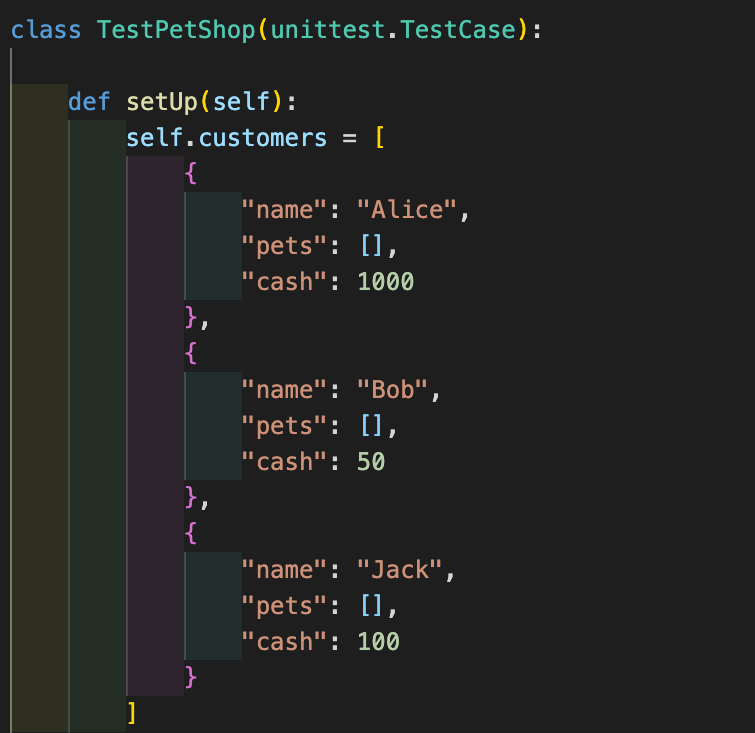 class TestPetShop(unittest.TestCase):
def setUp(self):
self.customers = [
{
"name": "Alice",
"pets": [],
"cash": 1000
},
{
"name": "Bob",
"pets": [],
"cash": 50
},
{
"name": "Jack",
"pets": [],
"cash": 100
}
]